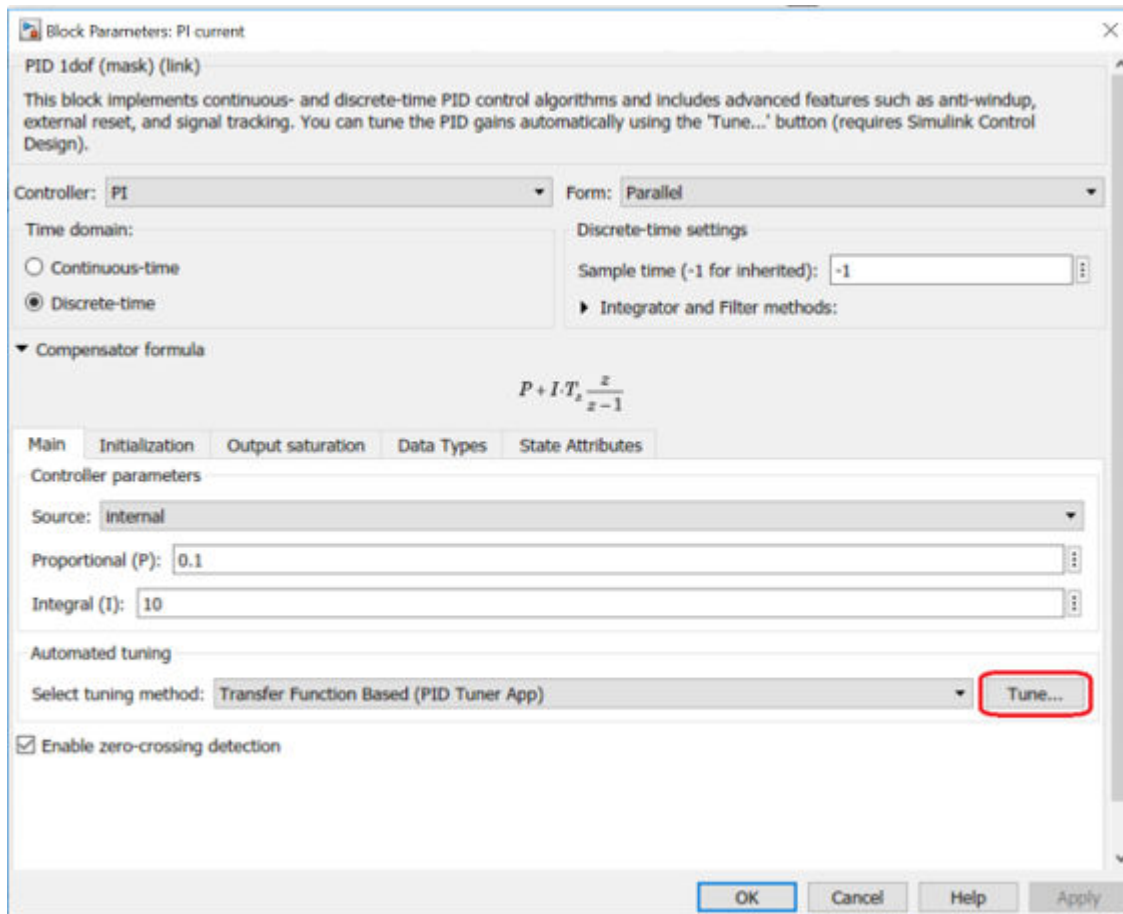 Block Parameters: PI current
PID 1dof (mask) (link)
This block implements continuous- and discrete-time PID control algorithms and includes advanced features such as anti-windup,
external reset, and signal tracking. You can tune the PID gains automatically using the 'Tune...' button (requires Simulink Control
Design).
Controller: PI Form: Parallel
Time domain: Discrete-time settings
Continuous-time Sample time (-1 for inherited): -1
Discrete-time Integrator and Filter methods:
Compensator formula
P + I·Tₛ z/(z − 1)
Main Initialization Output saturation Data Types State Attributes
Controller parameters
Source: internal
Proportional (P): 0.1
Integral (I): 10
Automated tuning
Select tuning method: Transfer Function Based (PID Tuner App) Tune...
Enable zero-crossing detection
OK Cancel Help Apply